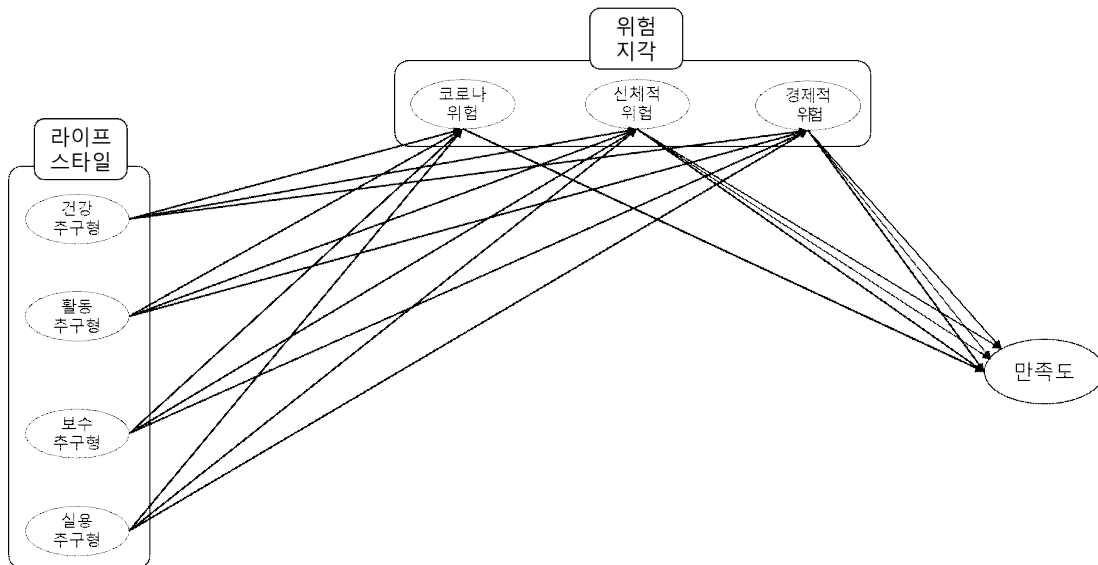 위험
지각
코로나
위험
신체적
위험
경제적
위험
라이프
스타일
건강
추구형
활동
추구형
보수
추구형
실용
추구형
만족도